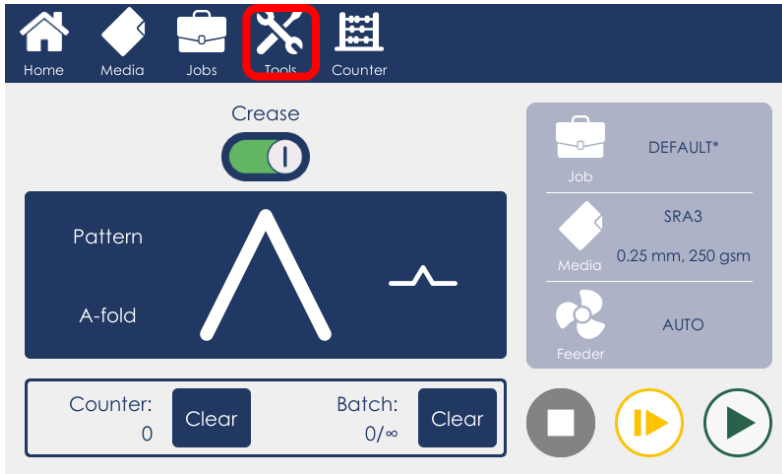 Home Media Jobs Tools Counter
Crease
Pattern
A-fold
Counter:
0
Clear
Batch:
0/∞
Clear
DEFAULT*
Job
SRA3
0.25 mm, 250 gsm
Media
AUTO
Feeder